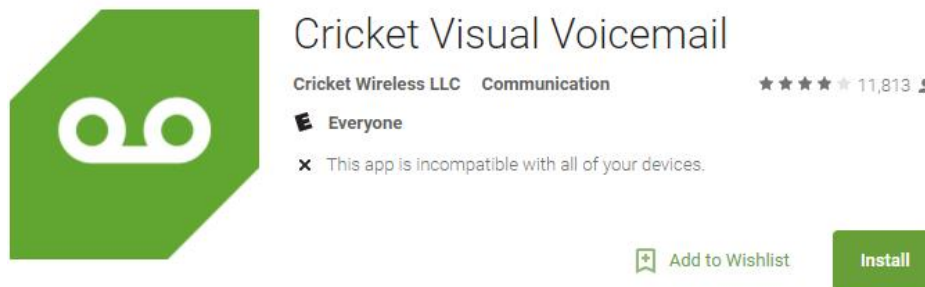 Cricket Visual Voicemail
Cricket Wireless LLC Communication 11,813
E Everyone
This app is incompatible with all of your devices.
Add to Wishlist Install